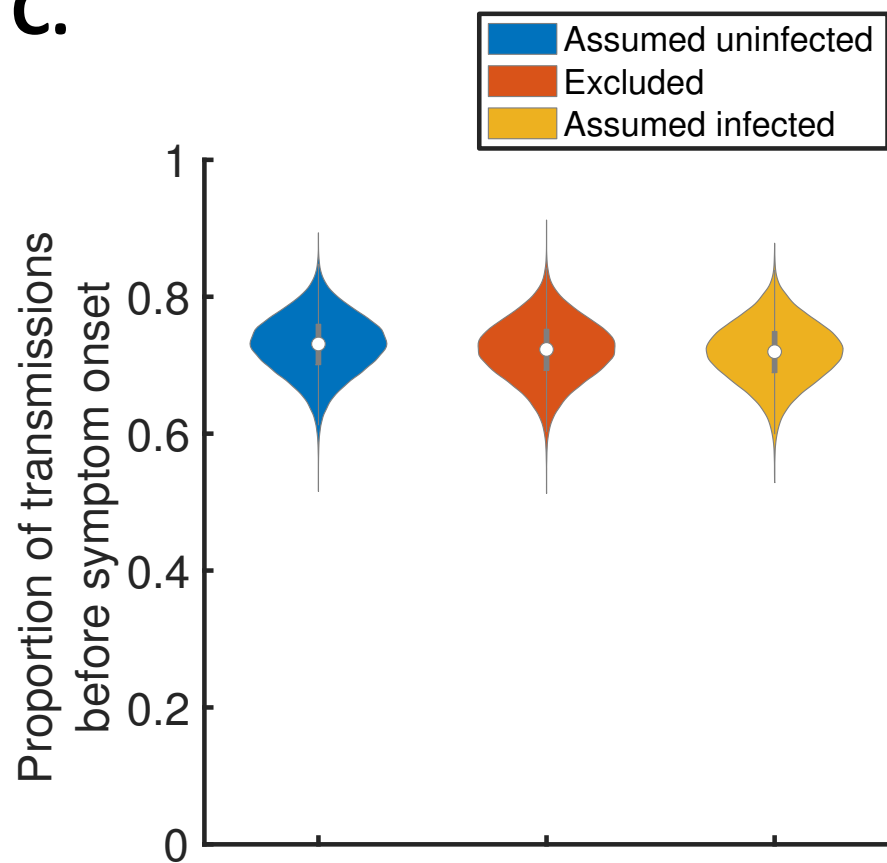 C.
Assumed uninfected
Excluded
Assumed infected
Proportion of transmissions
before symptom onset
1
0.8
0.6
0.4
0.2
0